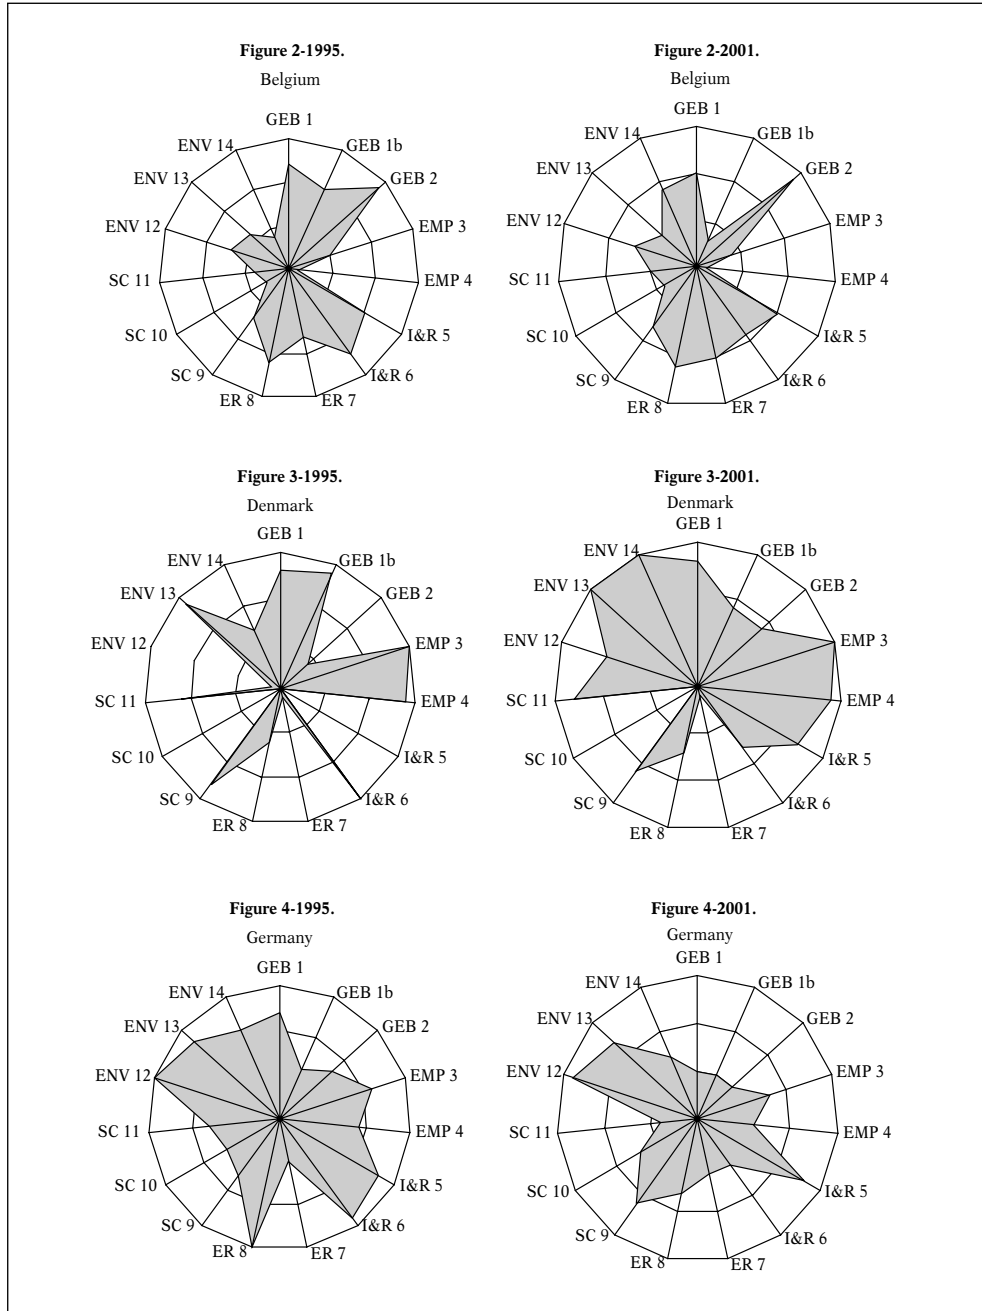 Figure 2-1995.
Belgium
GEB 1
GEB 1b
GEB 2
EMP 3
EMP 4
I&R 5
I&R 6
ER 7
ER 8
SC 9
SC 10
SC 11
ENV 12
ENV 13
ENV 14
Figure 2-2001.
Belgium
GEB 1
GEB 1b
GEB 2
EMP 3
EMP 4
I&R 5
I&R 6
ER 7
ER 8
SC 9
SC 10
SC 11
ENV 12
ENV 13
ENV 14
Figure 3-1995.
Denmark
GEB 1
GEB 1b
GEB 2
EMP 3
EMP 4
I&R 5
I&R 6
ER 7
ER 8
SC 9
SC 10
SC 11
ENV 12
ENV 13
ENV 14
Figure 3-2001.
Denmark
GEB 1
GEB 1b
GEB 2
EMP 3
EMP 4
I&R 5
I&R 6
ER 7
ER 8
SC 9
SC 10
SC 11
ENV 12
ENV 13
ENV 14
Figure 4-1995.
Germany
GEB 1
GEB 1b
GEB 2
EMP 3
EMP 4
I&R 5
I&R 6
ER 7
ER 8
SC 9
SC 10
SC 11
ENV 12
ENV 13
ENV 14
Figure 4-2001.
Germany
GEB 1
GEB 1b
GEB 2
EMP 3
EMP 4
I&R 5
I&R 6
ER 7
ER 8
SC 9
SC 10
SC 11
ENV 12
ENV 13
ENV 14